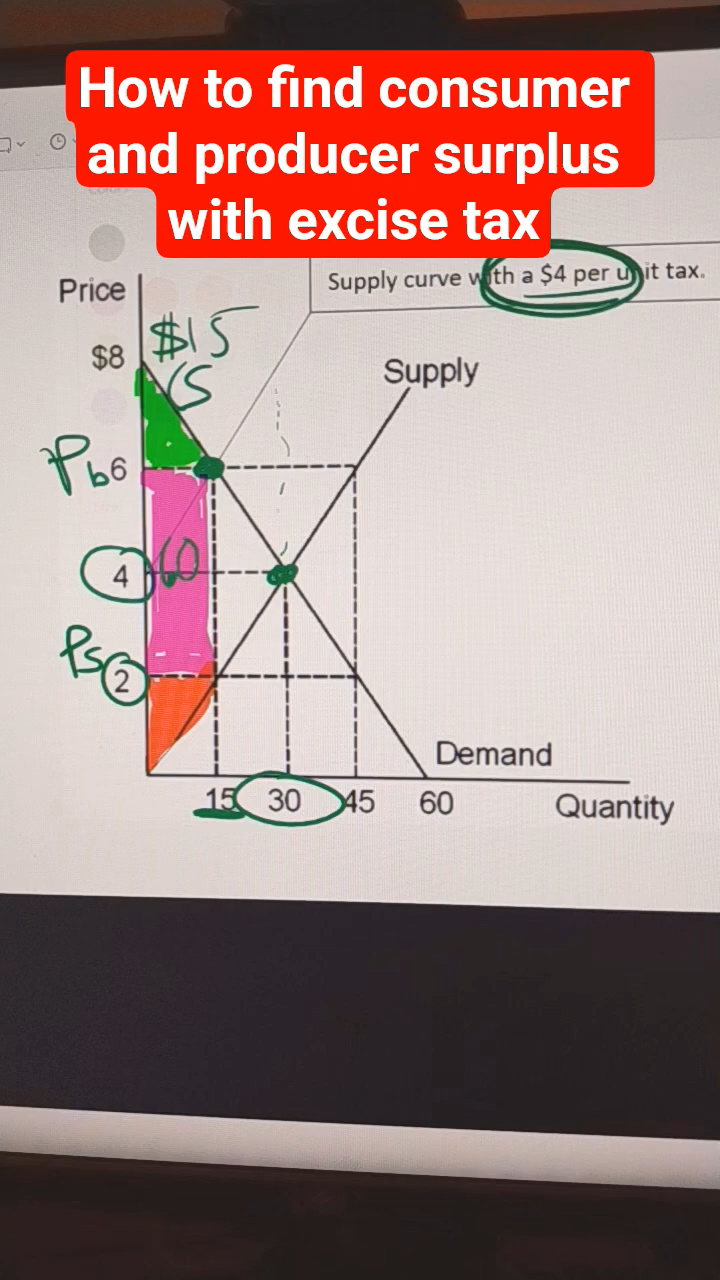 How to find consumer
and producer surplus
with excise tax
Supply curve with a $4 per unit tax.
Price
$8
$15
15
Supply
Pb 6
4
60
Ps 2
Demand
15 30 45 60 Quantity